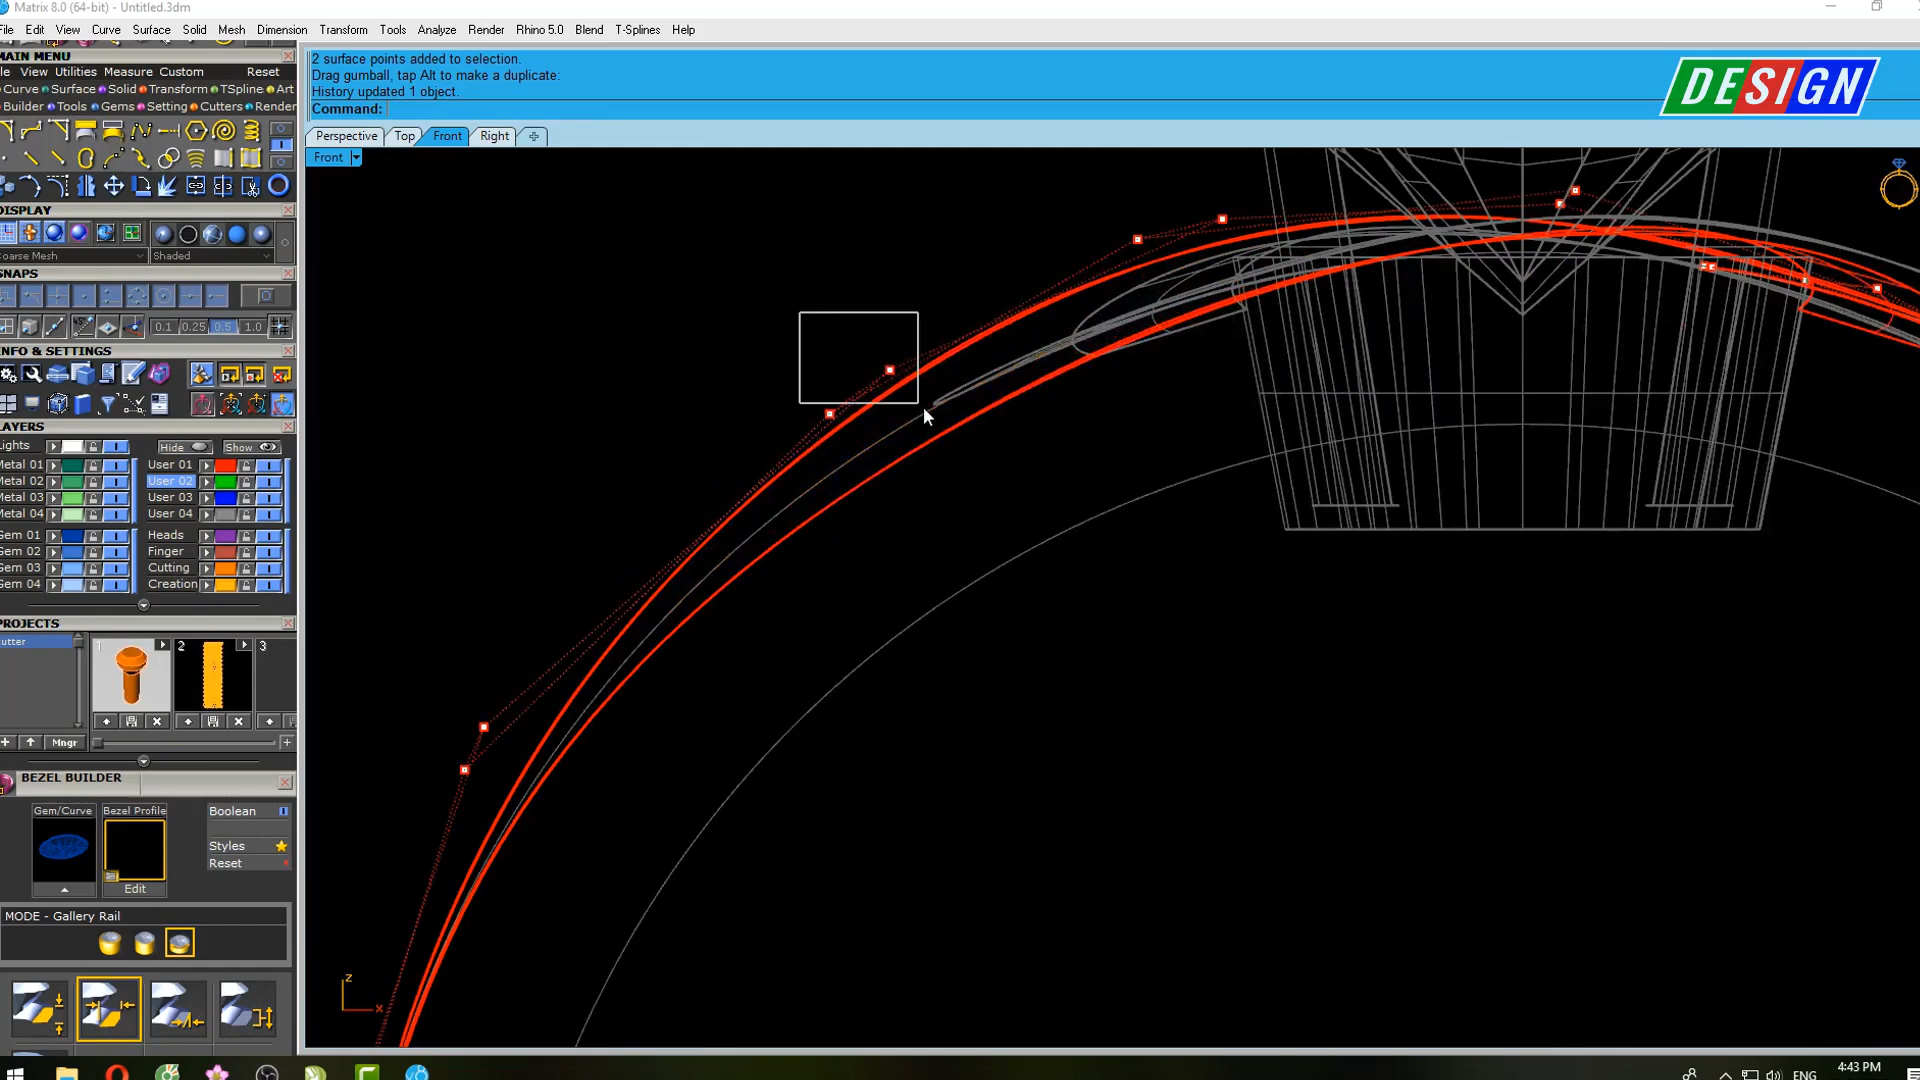 Matrix 8.0 (64-bit) - Untitled.3dm
File Edit View Curve Surface Solid Mesh Dimension Transform Tools Analyze Render Rhino 5.0 Blend T-Splines Help
MAIN MENU
View Utilities Measure Custom Reset
Curve Surface Solid Transform TSpline Art
Builder Tools Gems Setting Cutters Render
DISPLAY
Coarse Mesh Shaded
SNAPS
0.1 0.25 0.5 1.0
INFO & SETTINGS
LAYERS
Lights Hide Show
Metal 01 User 01
Metal 02 User 02
Metal 03 User 03
Metal 04 User 04
Gem 01 Heads
Gem 02 Finger
Gem 03 Cutting
Gem 04 Creation
PROJECTS
utter 1 2 3
Mngr
BEZEL BUILDER
Gem/Curve Bezel Profile Boolean
Styles
Reset
Edit
MODE - Gallery Rail
2 surface points added to selection.
Drag gumball, tap Alt to make a duplicate:
History updated 1 object.
Command:
Perspective Top Front Right
Front
DESIGN
z
x
ENG
4:43 PM